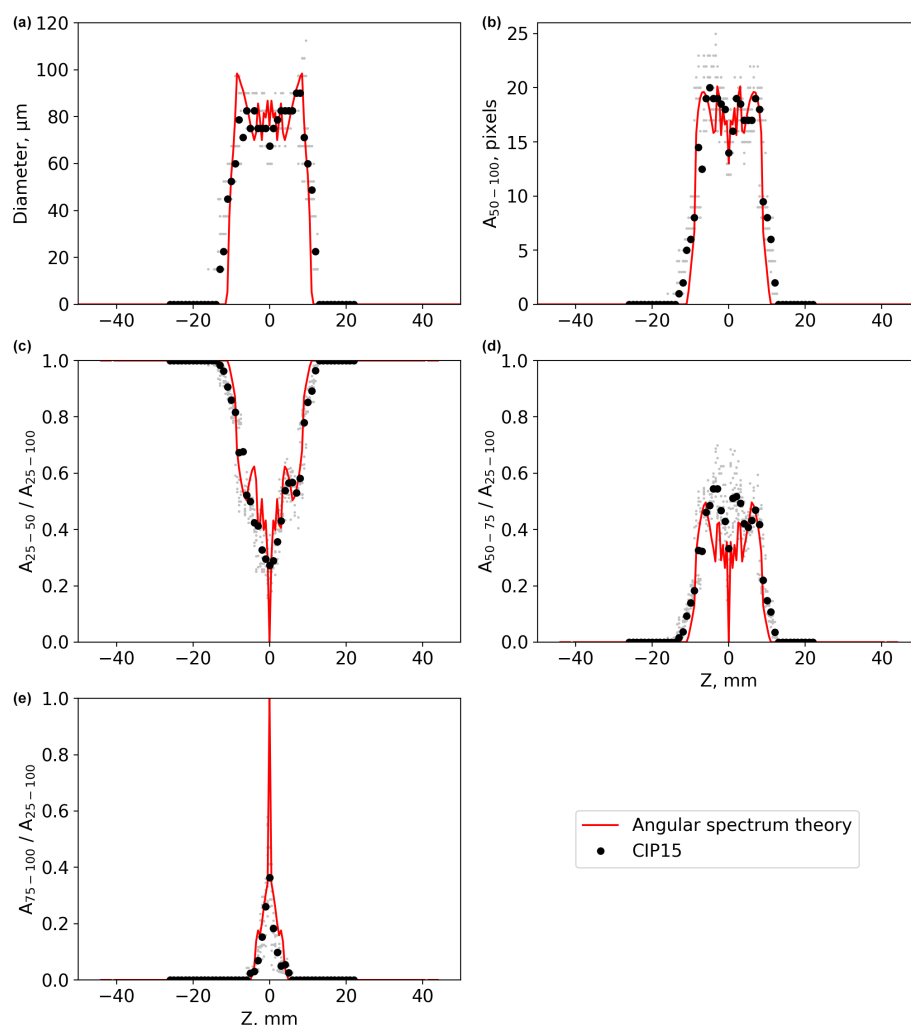 (a)
(b)
120
100
80
60
40
20
0
Diameter, μm
−40 −20 0 20 40
25
20
15
10
5
0
A50−100, pixels
−40 −20 0 20 40
(c)
(d)
1.0
0.8
0.6
0.4
0.2
0.0
A25−50 / A25−100
−40 −20 0 20 40
1.0
0.8
0.6
0.4
0.2
0.0
A50−75 / A25−100
−40 −20 0 20 40
Z, mm
(e)
1.0
0.8
0.6
0.4
0.2
0.0
A75−100 / A25−100
−40 −20 0 20 40
Z, mm
Angular spectrum theory
CIP15